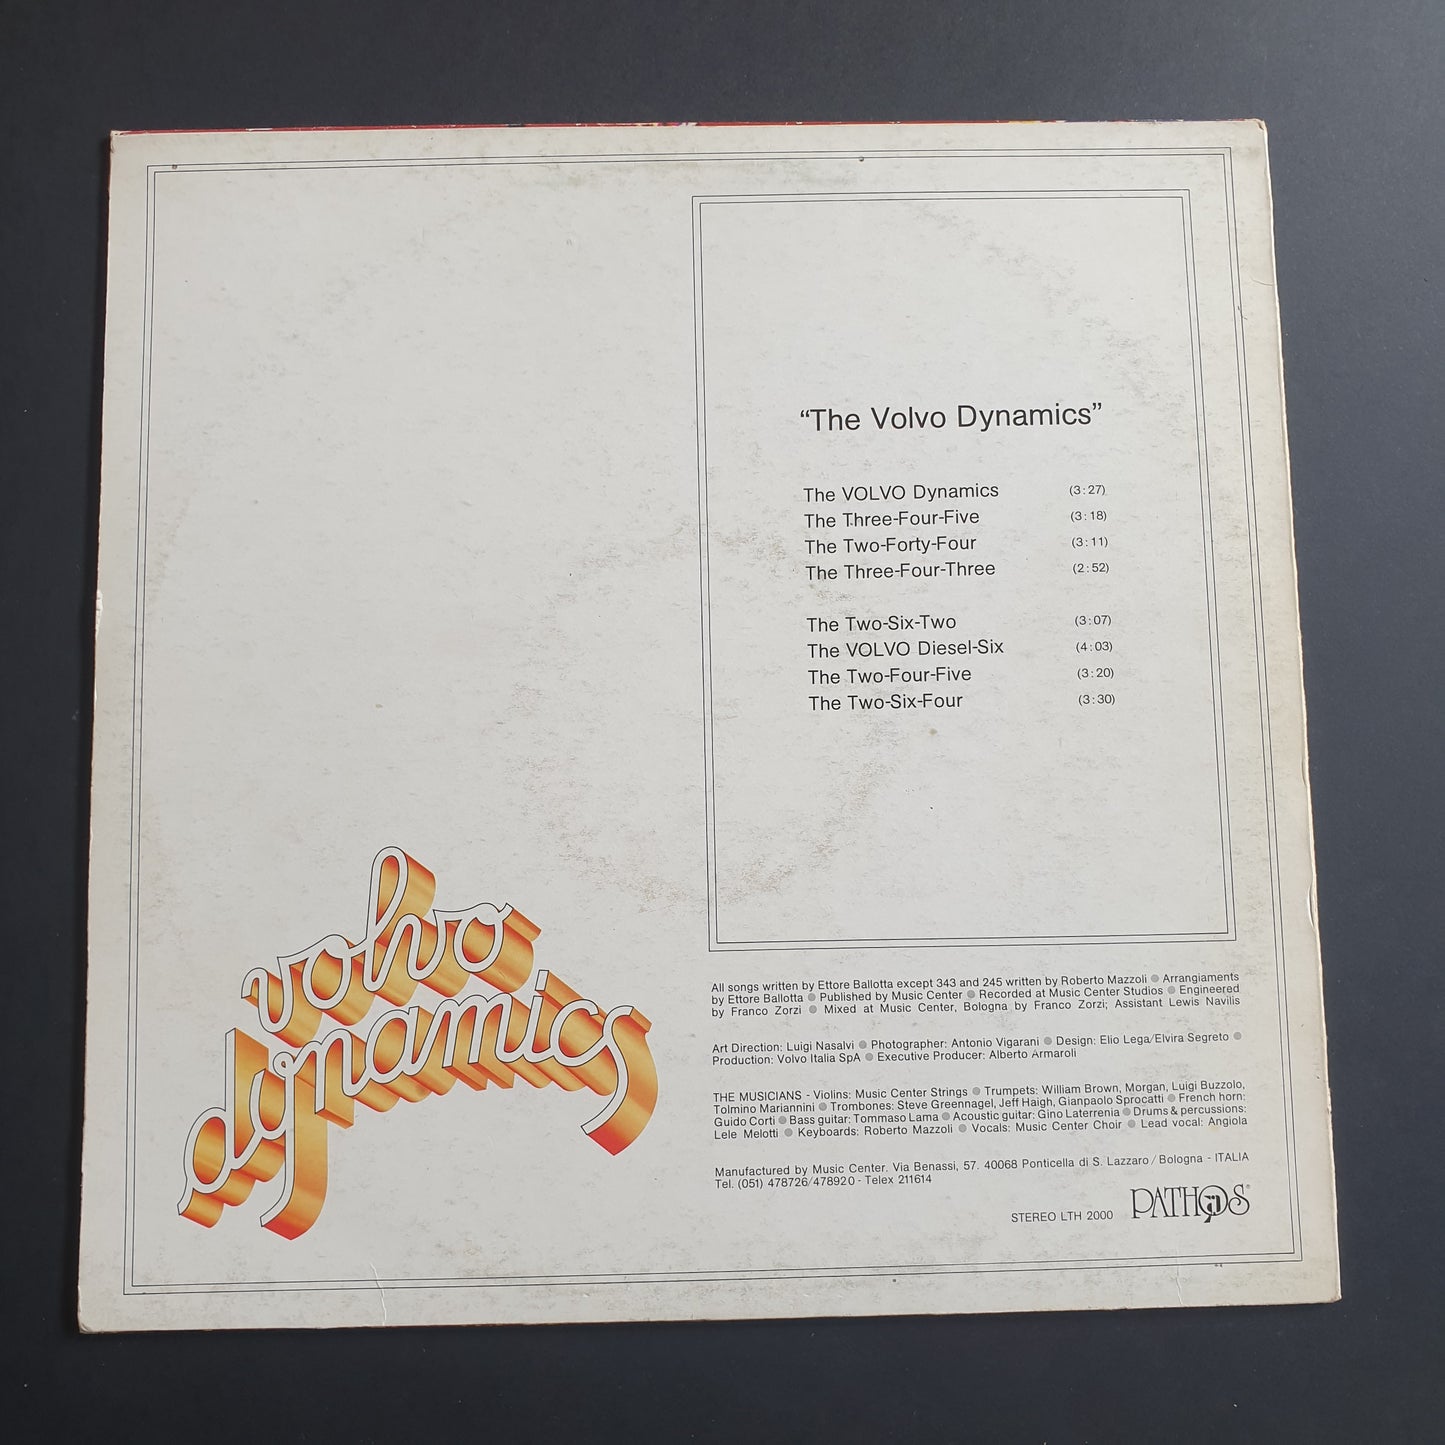 “The Volvo Dynamics”
The VOLVO Dynamics (3:27)
The Three-Four-Five (3:18)
The Two-Forty-Four (3:11)
The Three-Four-Three (2:52)
The Two-Six-Two (3:07)
The VOLVO Diesel-Six (4:03)
The Two-Four-Five (3:20)
The Two-Six-Four (3:30)
volvo
dynamics
All songs written by Ettore Ballotta except 343 and 245 written by Roberto Mazzoli ● Arrangiaments
by Ettore Ballotta ● Published by Music Center ● Recorded at Music Center Studios ● Engineered
by Franco Zorzi ● Mixed at Music Center, Bologna by Franco Zorzi; Assistant Lewis Navilis
Art Direction: Luigi Nasalvi ● Photographer: Antonio Vigarani ● Design: Elio Lega/Elvira Segreto ●
Production: Volvo Italia SpA ● Executive Producer: Alberto Armaroli
THE MUSICIANS - Violins: Music Center Strings ● Trumpets: William Brown, Morgan, Luigi Buzzolo,
Tolmino Mariannini ● Trombones: Steve Greennagel, Jeff Haigh, Gianpaolo Sprocatti ● French horn:
Guido Corti ● Bass guitar: Tommaso Lama ● Acoustic guitar: Gino Laterrenia ● Drums & percussions:
Lele Melotti ● Keyboards: Roberto Mazzoli ● Vocals: Music Center Choir ● Lead vocal: Angiola
Manufactured by Music Center. Via Benassi, 57. 40068 Ponticella di S. Lazzaro/Bologna - ITALIA
Tel. (051) 478726/478920 - Telex 211614
STEREO LTH 2000 PATHOS®